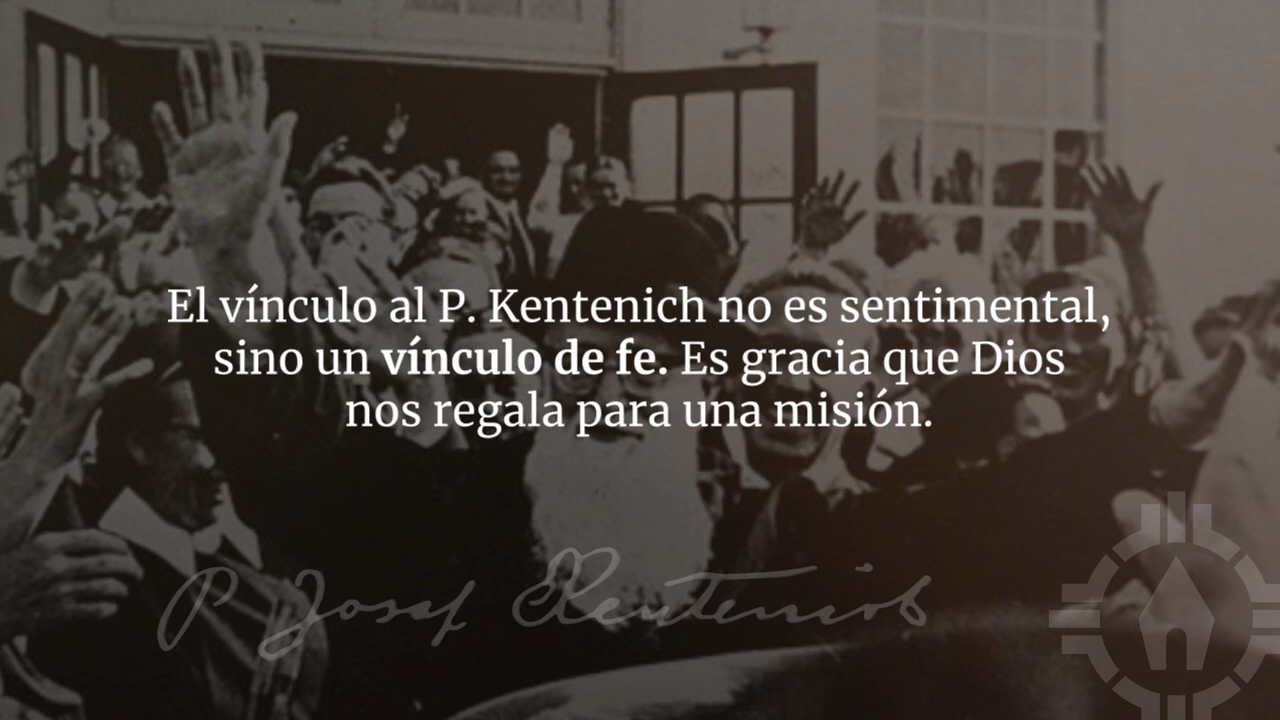 El vínculo al P. Kentenich no es sentimental,
sino un vínculo de fe. Es gracia que Dios
nos regala para una misión.
P. Josef Kentenich